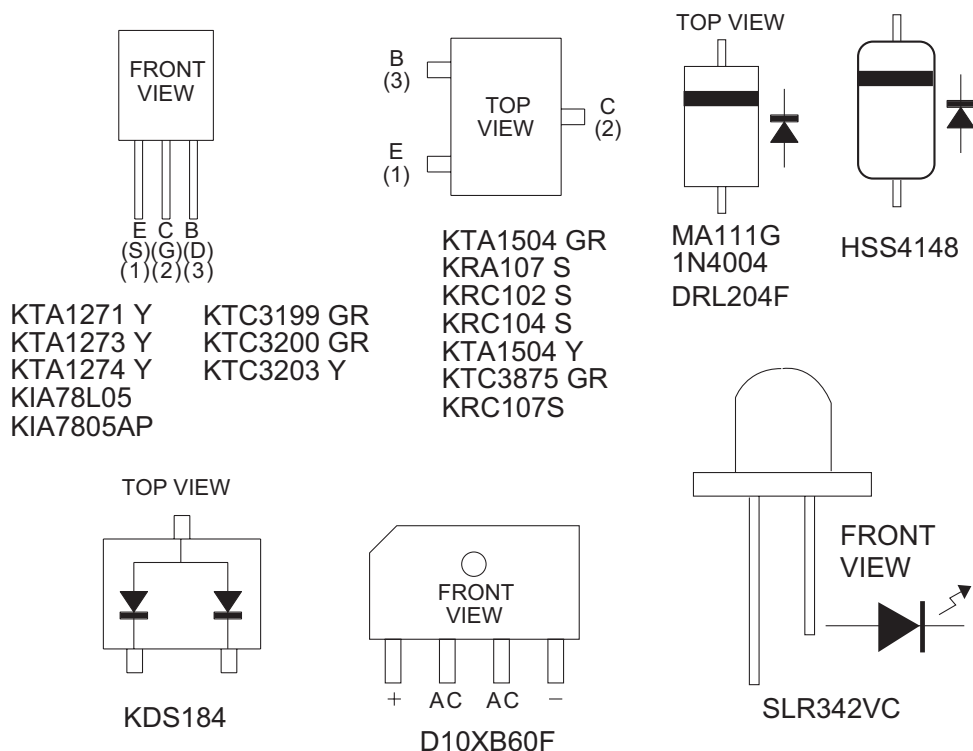 FRONT
VIEW
E C B
(S) (G) (D)
(1) (2) (3)
KTA1271 Y KTC3199 GR
KTA1273 Y KTC3200 GR
KTA1274 Y KTC3203 Y
KIA78L05
KIA7805AP
B
(3)
TOP
VIEW
C
(2)
E
(1)
KTA1504 GR
KRA107 S
KRC102 S
KRC104 S
KTA1504 Y
KTC3875 GR
KRC107S
TOP VIEW
MA111G
1N4004
DRL204F
HSS4148
TOP VIEW
KDS184
FRONT
VIEW
+ AC AC −
D10XB60F
FRONT
VIEW
SLR342VC